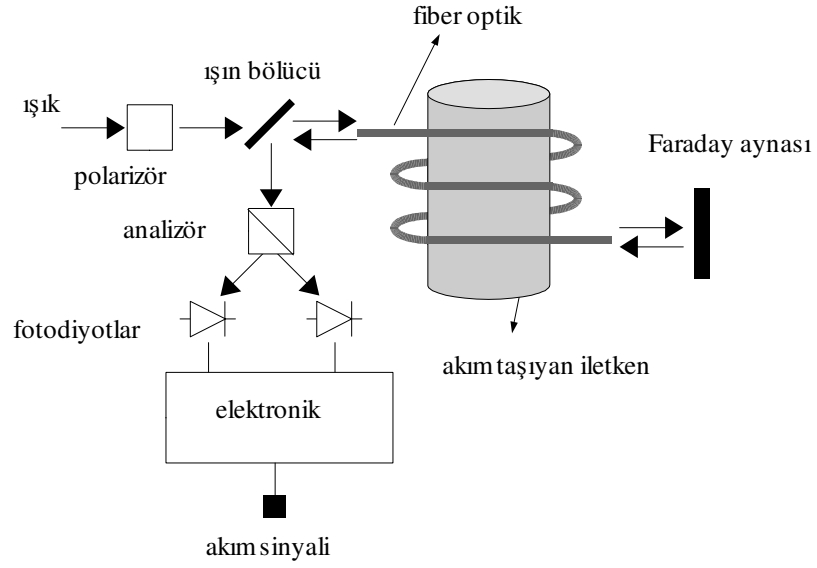 fiber optik
ışın bölücü
ışık
Faraday aynası
polarizör
analizör
fotodiyotlar
akım taşıyan iletken
elektronik
akım sinyali